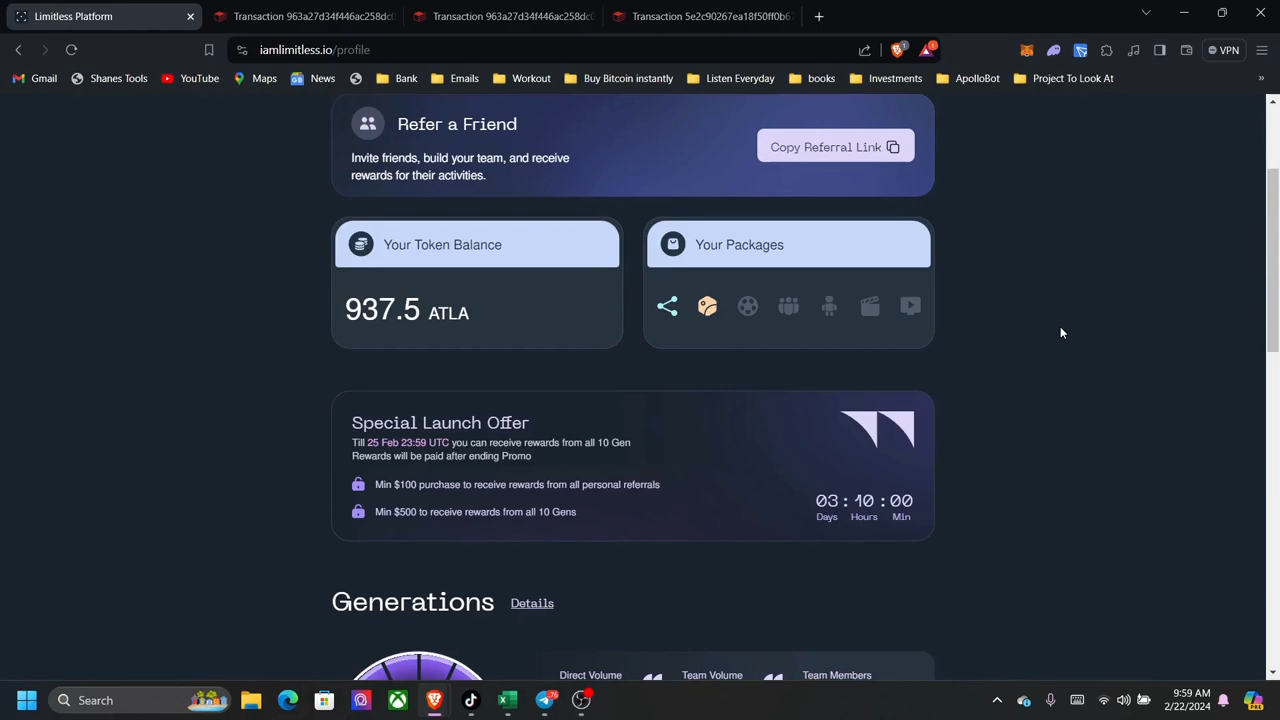 Limitless Platform
Transaction 963a27d34f446ac258dc0
Transaction 963a27d34f446ac258dc0
Transaction 5e2c90267ea18f50ff0b67
iamlimitless.io/profile
1
1
VPN
Gmail
Shanes Tools
YouTube
Maps
News
Bank
Emails
Workout
Buy Bitcoin instantly
Listen Everyday
books
Investments
ApolloBot
Project To Look At
Refer a Friend
Invite friends, build your team, and receive
rewards for their activities.
Copy Referral Link
Your Token Balance
937.5 ATLA
Your Packages
Special Launch Offer
Till 25 Feb 23:59 UTC you can receive rewards from all 10 Gen
Rewards will be paid after ending Promo
Min $100 purchase to receive rewards from all personal referrals
Min $500 to receive rewards from all 10 Gens
03 : 10 : 00
Days Hours Min
Generations Details
Direct Volume
Team Volume
Team Members
Search
76
9:59 AM
2/22/2024